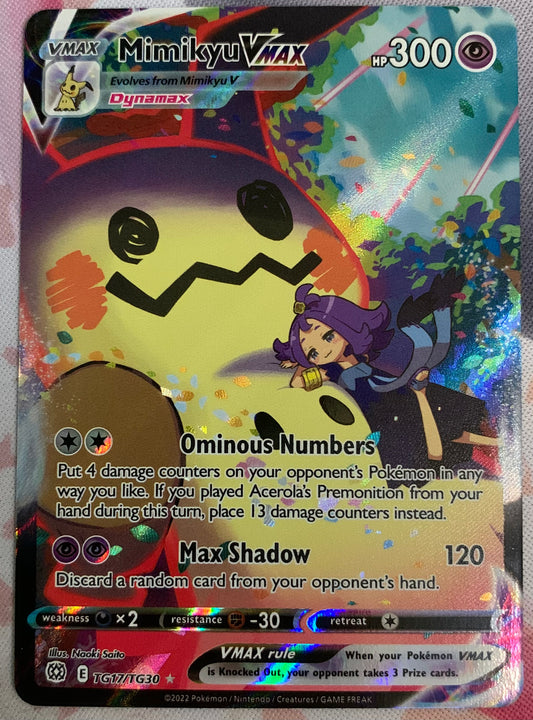 VMAX Mimikyu VMAX HP 300
Evolves from Mimikyu V
Dynamax
Ominous Numbers
Put 4 damage counters on your opponent's Pokémon in any
way you like. If you played Acerola's Premonition from your
hand during this turn, place 13 damage counters instead.
Max Shadow 120
Discard a random card from your opponent's hand.
weakness ×2 resistance -30 retreat
Illus. Naoki Saito
VMAX rule When your Pokémon VMAX
is Knocked Out, your opponent takes 3 Prize cards.
E TG17/TG30
©2022 Pokémon / Nintendo / Creatures / GAME FREAK